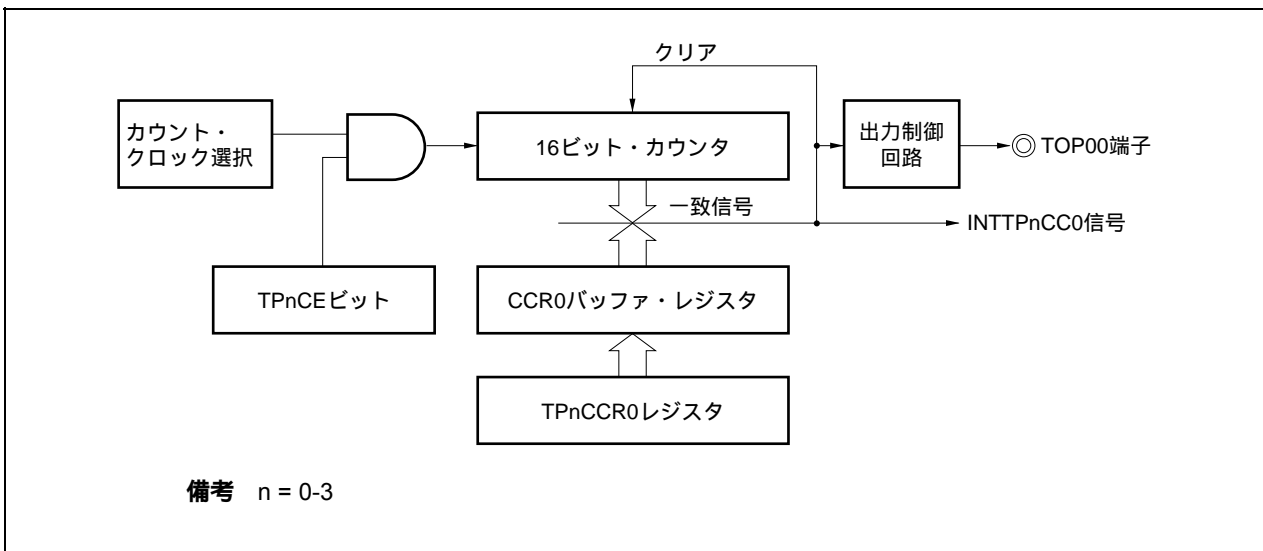 クリア
カウント・
クロック選択
16ビット・カウンタ
出力制御
回路
TOP00端子
一致信号
INTTPnCC0信号
TPnCEビット
CCR0バッファ・レジスタ
TPnCCR0レジスタ
備考 n = 0-3